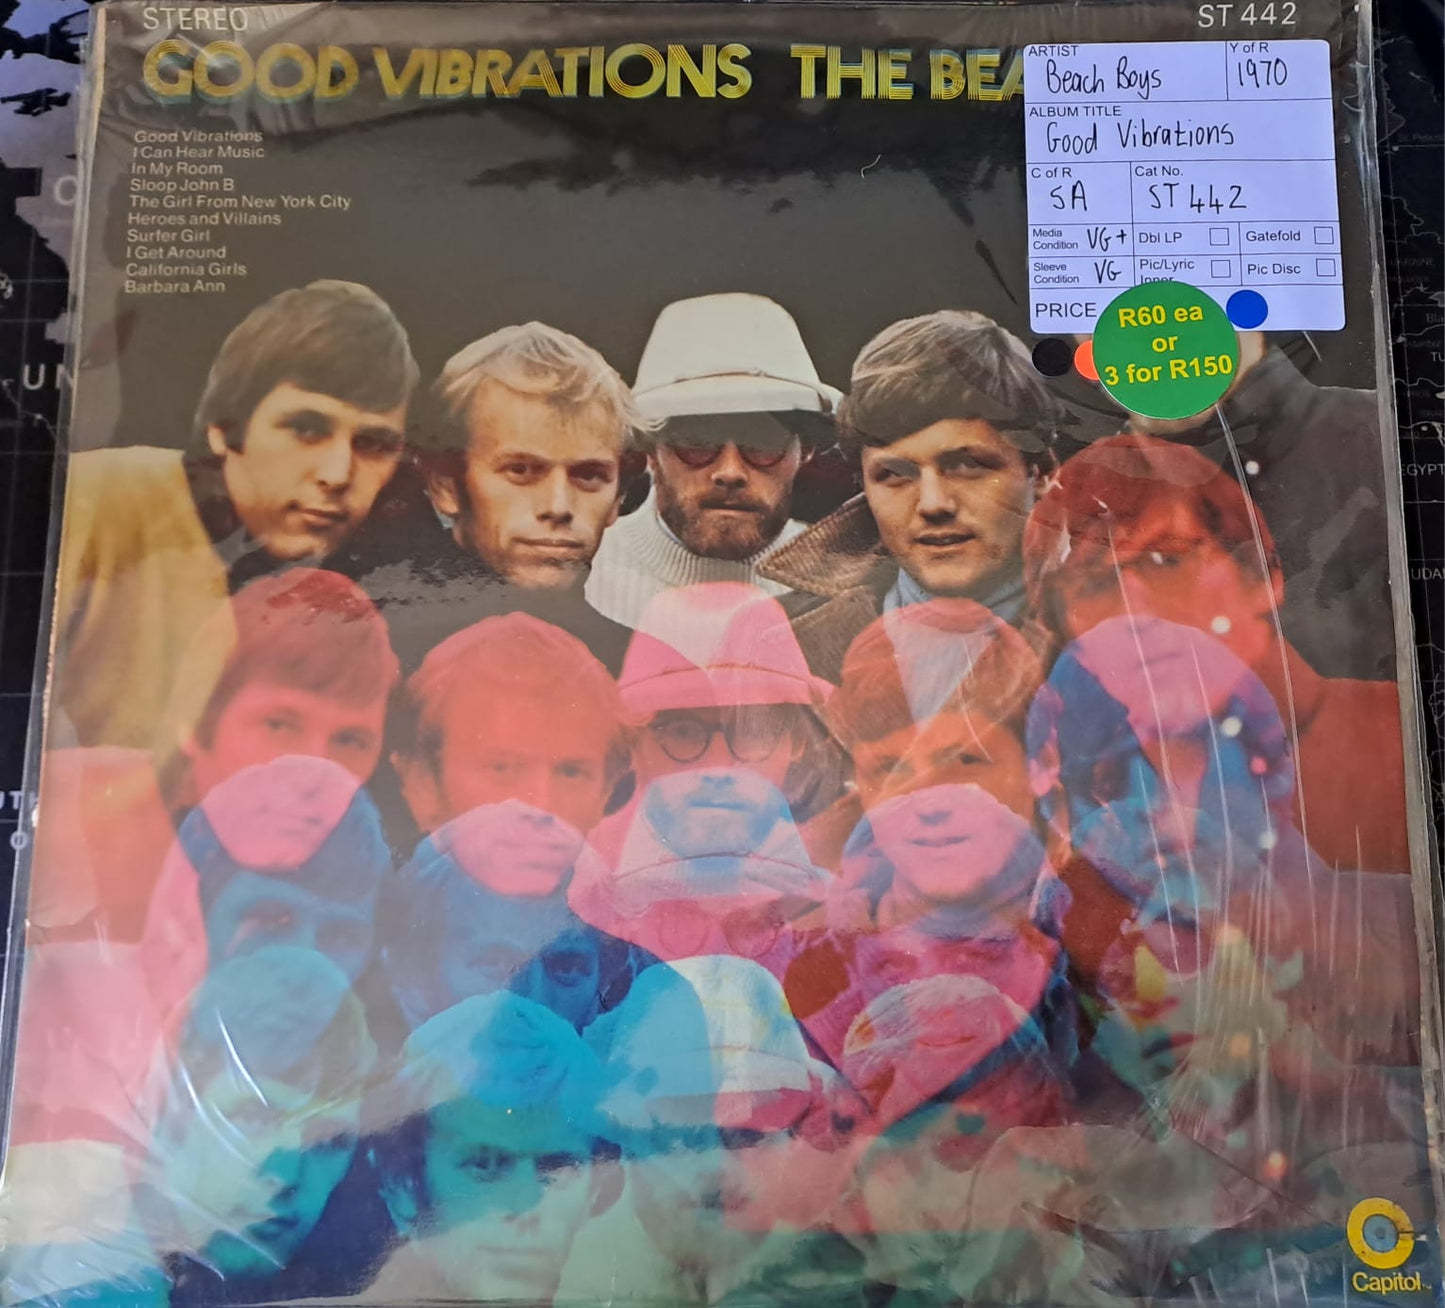 STEREO
ST 442
GOOD VIBRATIONS THE BEA
Good Vibrations
I Can Hear Music
In My Room
Sloop John B
The Girl From New York City
Heroes and Villains
Surfer Girl
I Get Around
California Girls
Barbara Ann
ARTIST
Beach Boys
Y of R
1970
ALBUM TITLE
Good Vibrations
C of R
SA
Cat No.
ST 442
Media Condition VG+
Dbl LP
Gatefold
Sleeve Condition VG
Pic/Lyric
Inner
Pic Disc
PRICE
R60 ea
or
3 for R150
Capitol